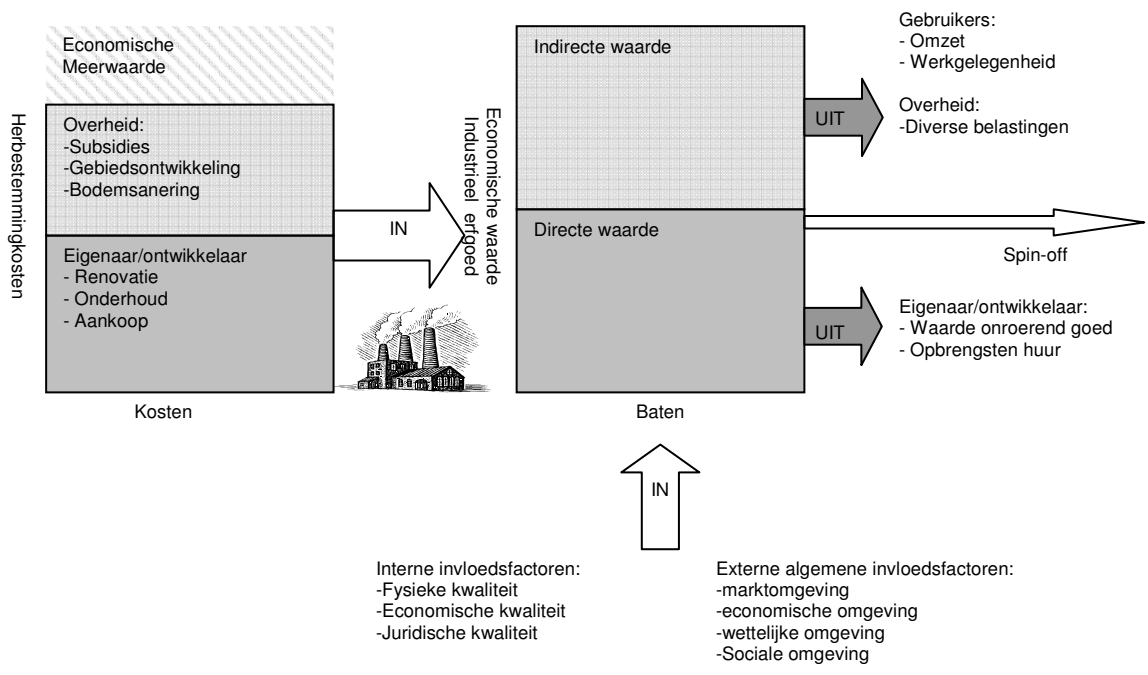 Economische
Meerwaarde
Herbestemmingkosten
Overheid:
-Subsidies
-Gebiedsontwikkeling
-Bodemsanering
Eigenaar/ontwikkelaar
- Renovatie
- Onderhoud
- Aankoop
Kosten
IN
Economische waarde
Industrieel erfgoed
Indirecte waarde
Directe waarde
Baten
UIT
Gebruikers:
- Omzet
- Werkgelegenheid
Overheid:
-Diverse belastingen
Spin-off
UIT
Eigenaar/ontwikkelaar:
- Waarde onroerend goed
- Opbrengsten huur
IN
Interne invloedsfactoren:
-Fysieke kwaliteit
-Economische kwaliteit
-Juridische kwaliteit
Externe algemene invloedsfactoren:
-marktomgeving
-economische omgeving
-wettelijke omgeving
-Sociale omgeving